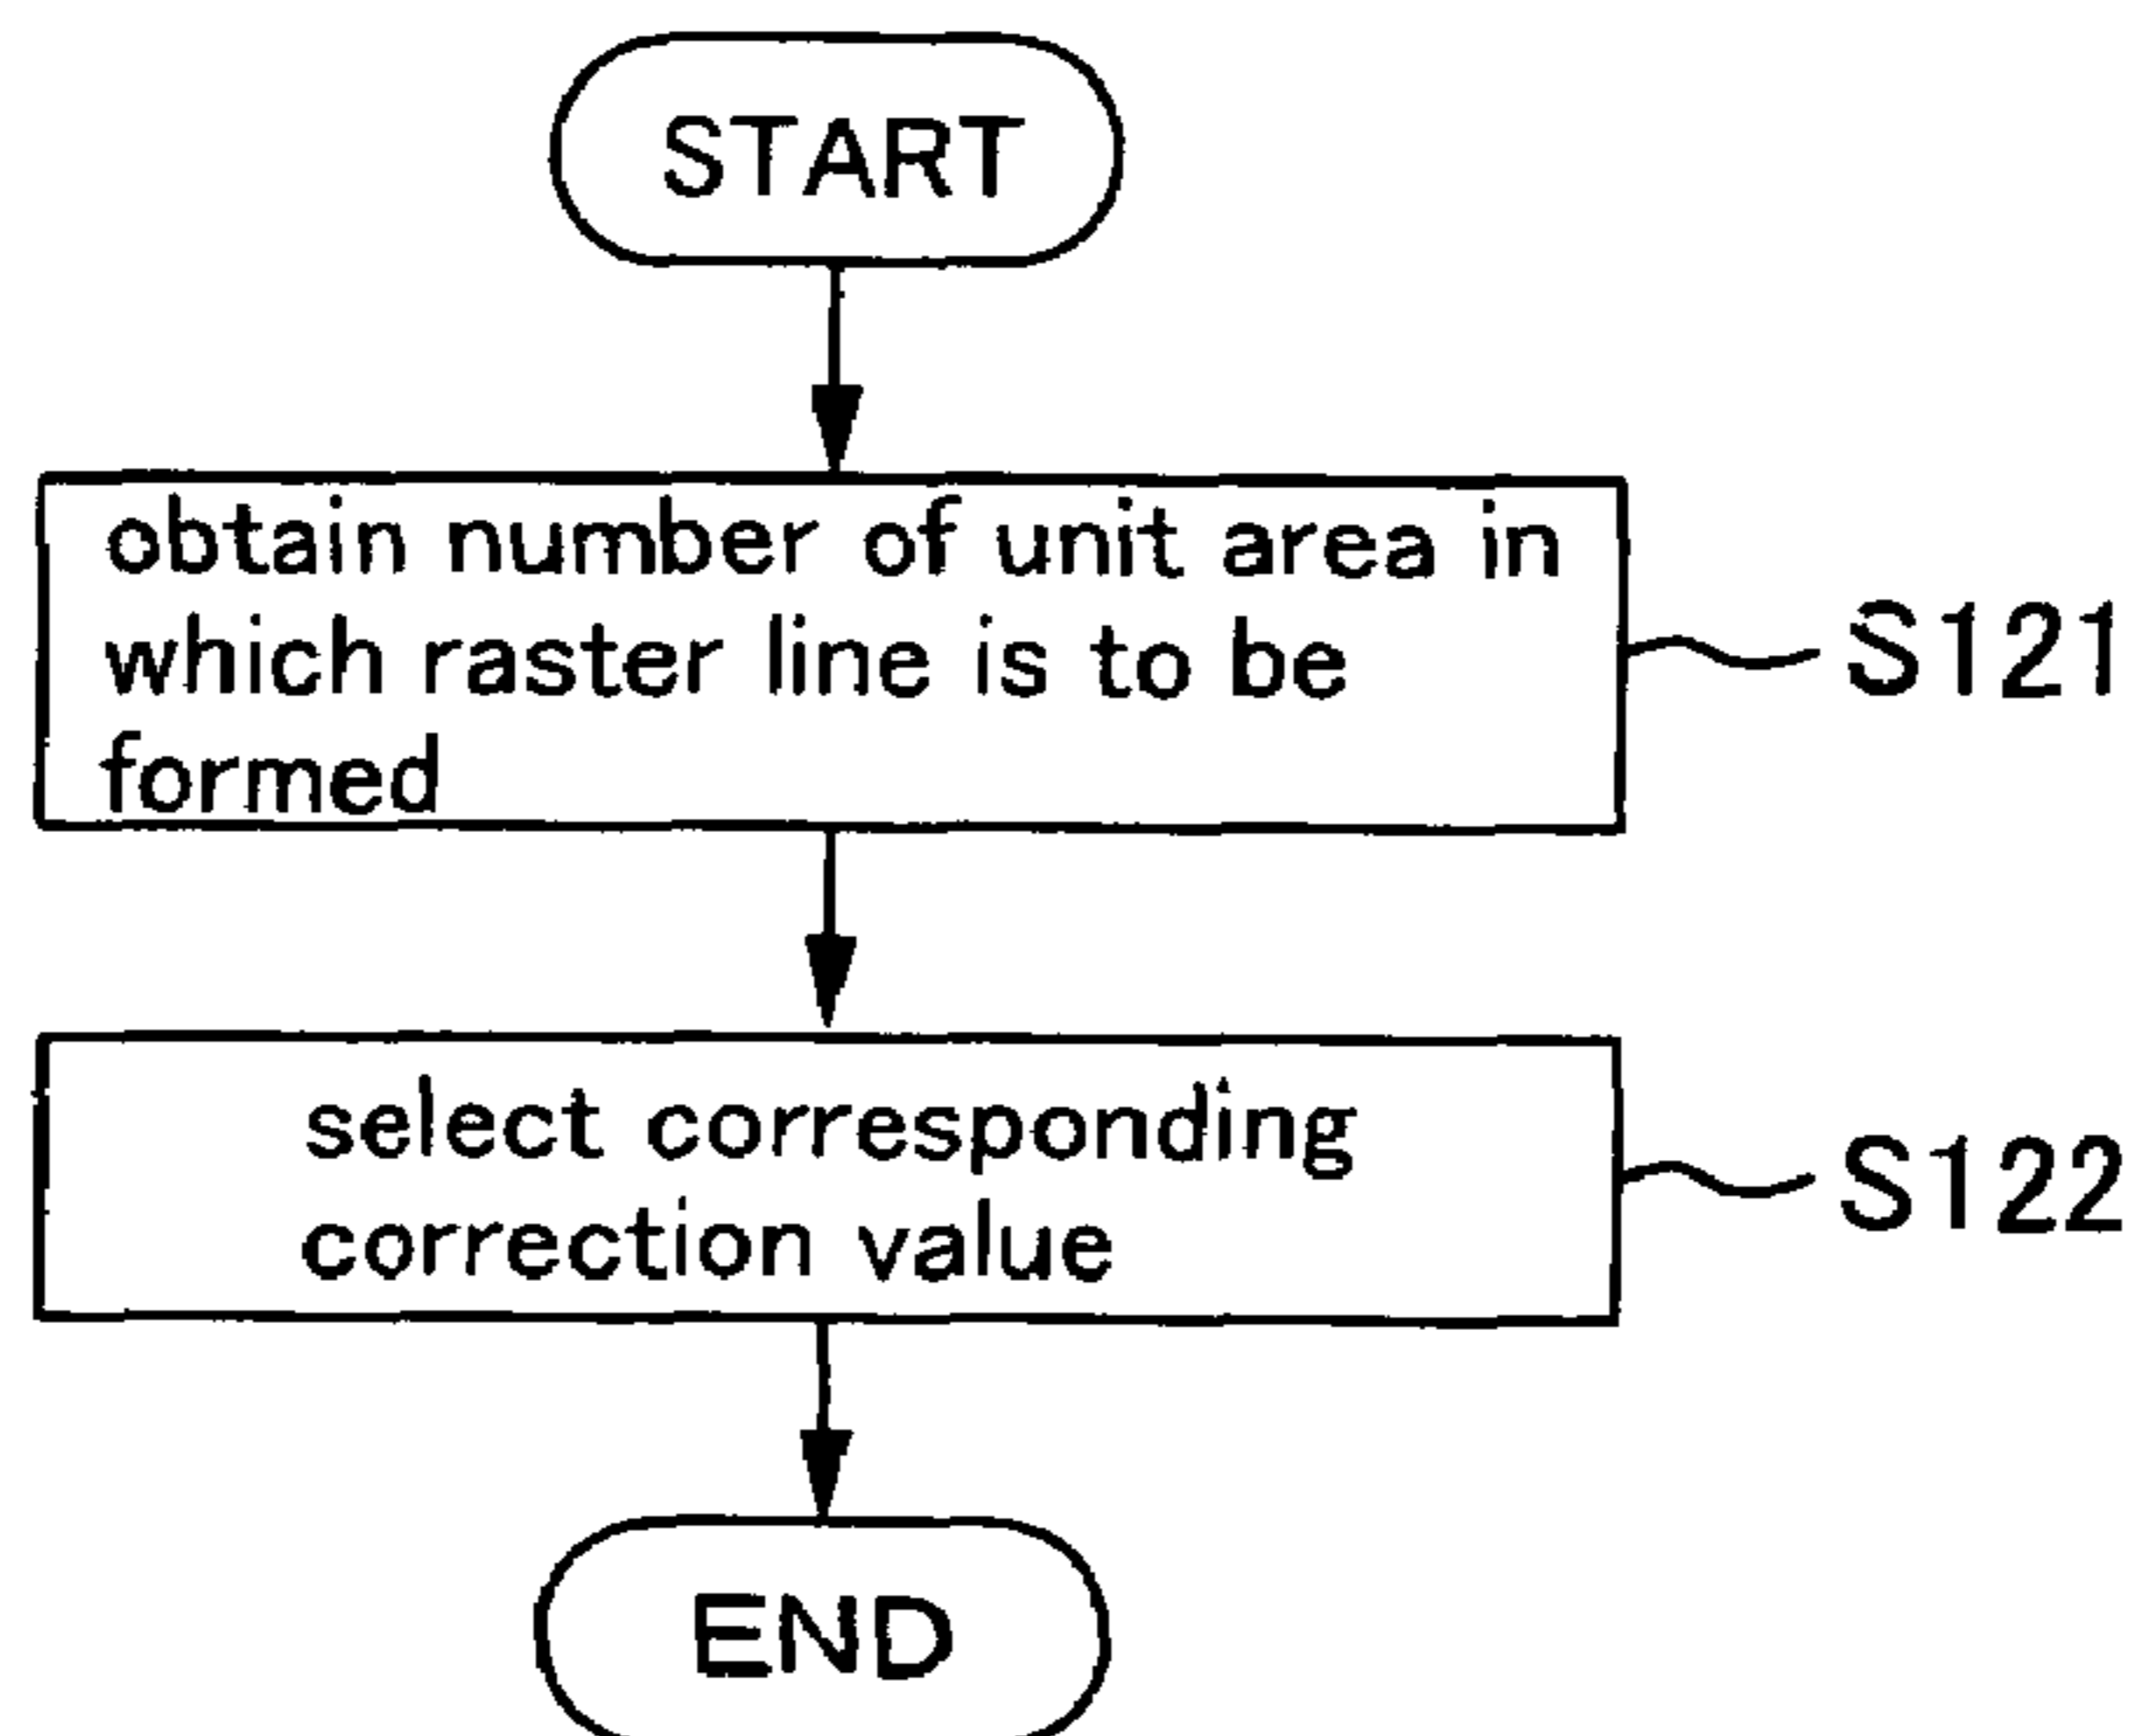 START
obtain number of unit area in
which raster line is to be
formed
S121
select corresponding
correction value
S122
END